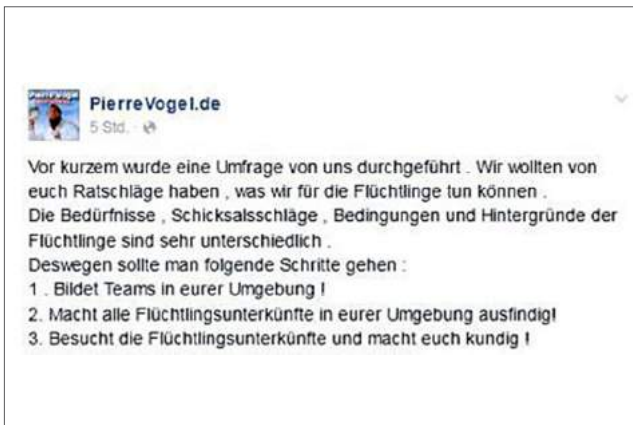 PierreVogel.de
5 Std.
Vor kurzem wurde eine Umfrage von uns durchgeführt . Wir wollten von
euch Ratschläge haben , was wir für die Flüchtlinge tun können .
Die Bedürfnisse , Schicksalsschläge , Bedingungen und Hintergründe der
Flüchtlinge sind sehr unterschiedlich .
Deswegen sollte man folgende Schritte gehen :
1 . Bildet Teams in eurer Umgebung !
2. Macht alle Flüchtlingsunterkünfte in eurer Umgebung ausfindig!
3. Besucht die Flüchtlingsunterkünfte und macht euch kundig !